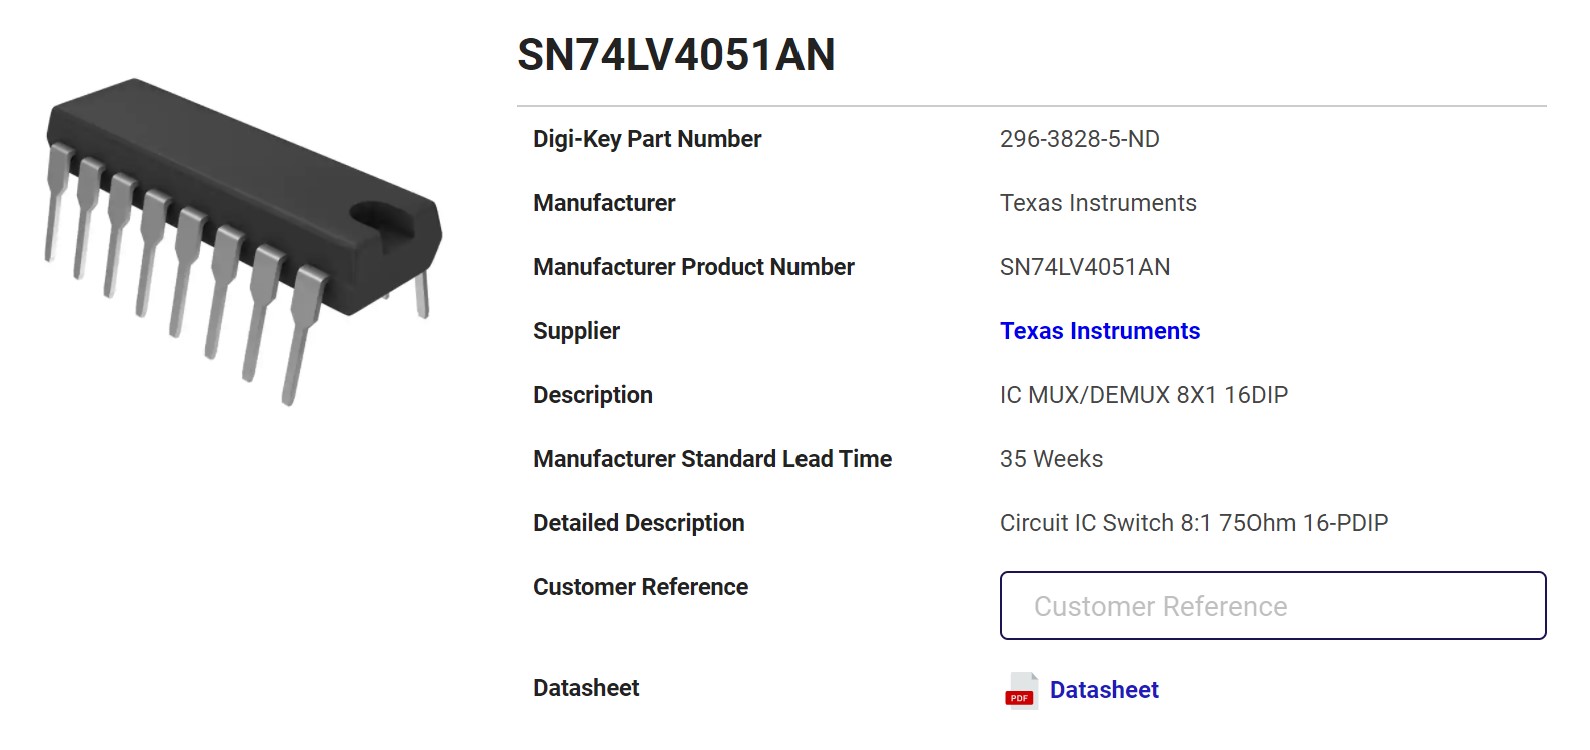 SN74LV4051AN
Digi-Key Part Number 296-3828-5-ND
Manufacturer Texas Instruments
Manufacturer Product Number SN74LV4051AN
Supplier Texas Instruments
Description IC MUX/DEMUX 8X1 16DIP
Manufacturer Standard Lead Time 35 Weeks
Detailed Description Circuit IC Switch 8:1 75Ohm 16-PDIP
Customer Reference Customer Reference
Datasheet PDF Datasheet